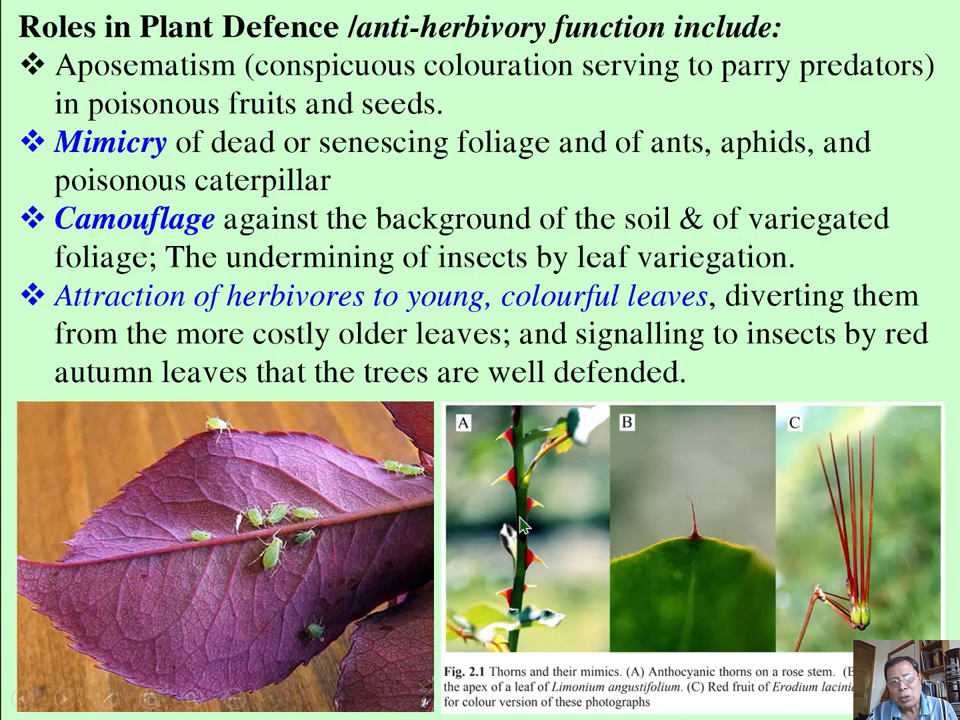 Roles in Plant Defence /anti-herbivory function include:
❖ Aposematism (conspicuous colouration serving to parry predators)
in poisonous fruits and seeds.
❖ Mimicry of dead or senescing foliage and of ants, aphids, and
poisonous caterpillar
❖ Camouflage against the background of the soil & of variegated
foliage; The undermining of insects by leaf variegation.
❖ Attraction of herbivores to young, colourful leaves, diverting them
from the more costly older leaves; and signalling to insects by red
autumn leaves that the trees are well defended.
A B C
Fig. 2.1 Thorns and their mimics. (A) Anthocyanic thorns on a rose stem. (B
the apex of a leaf of Limonium angustifolium. (C) Red fruit of Erodium lacini
for colour version of these photographs